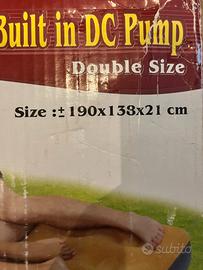 Built in DC Pump
Double Size
Size :± 190x138x21 cm
subito